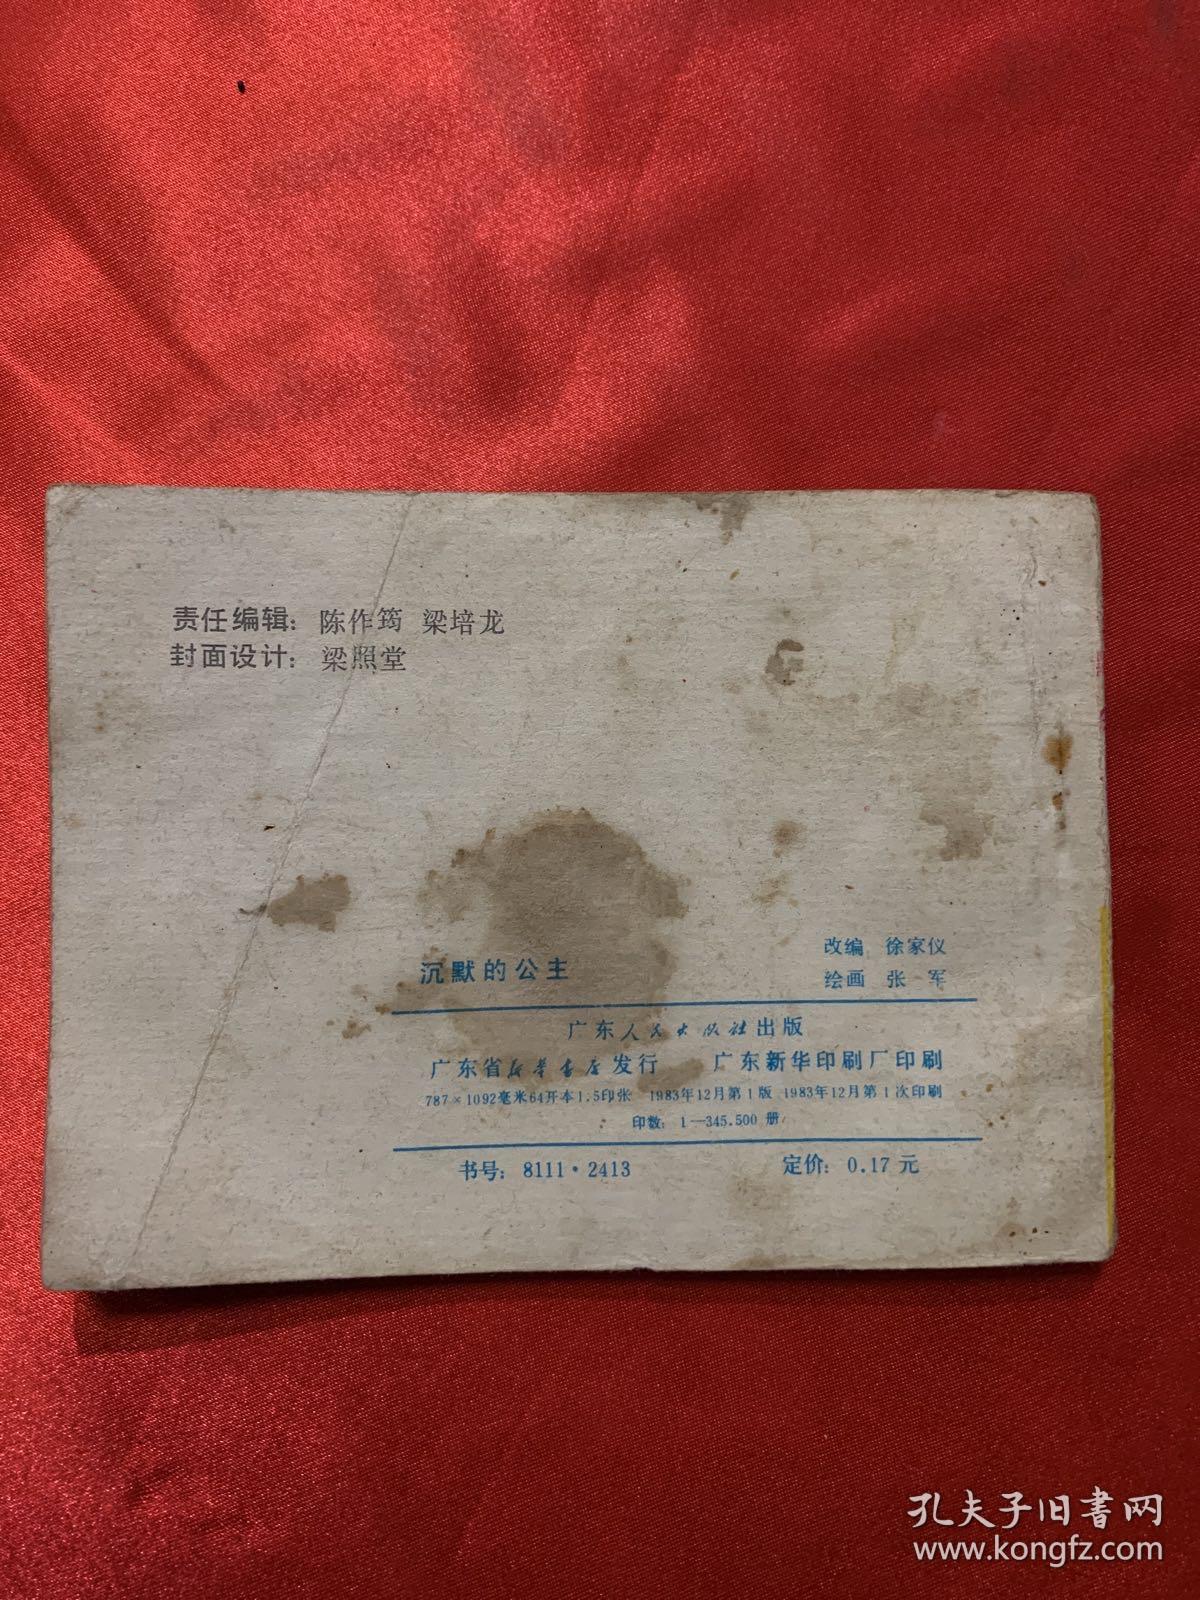 责任编辑：陈作筠 梁培龙
封面设计：梁照堂
沉默的公主
改编 徐家仪
绘画 张 军
广东人民出版社出版
广东省新华书店发行 广东新华印刷厂印刷
787×1092毫米64开本1.5印张 1983年12月第1版 1983年12月第1次印刷
印数：1—345.500 册
书号：8111·2413 定价：0.17 元
孔夫子旧书网
www.kongfz.com